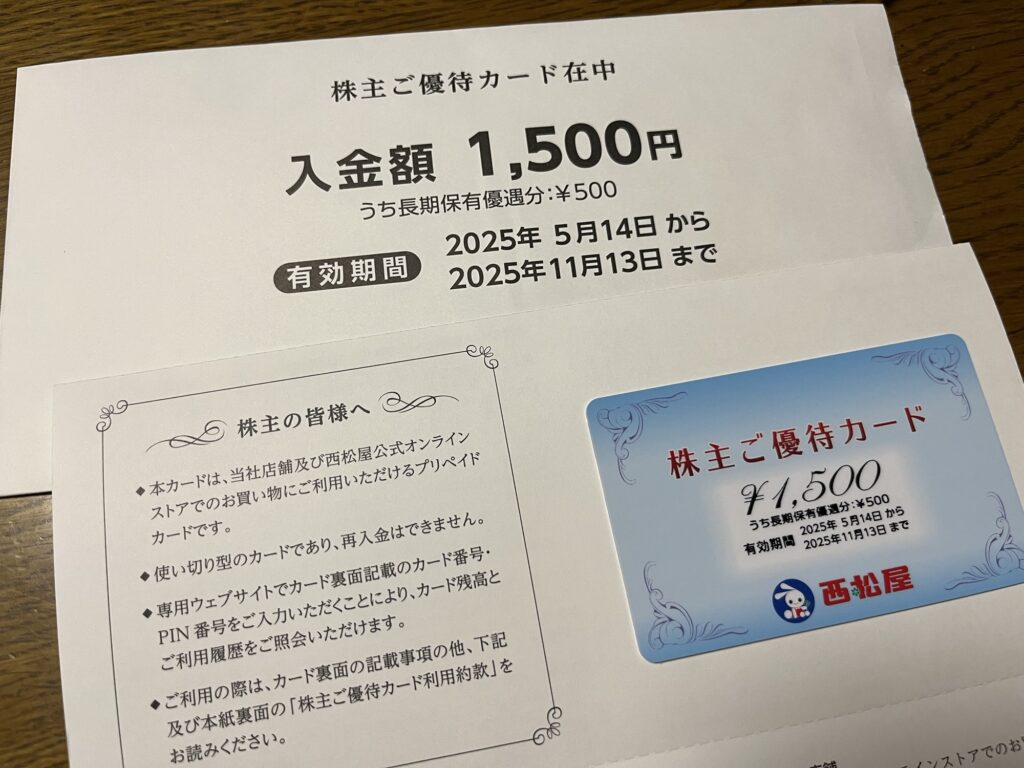 株主ご優待カード在中
入金額 1,500円
うち長期保有優遇分:¥500
有効期間
2025年 5月14日 から
2025年11月13日 まで
株主の皆様へ
◆本カードは、当社店舗及び西松屋公式オンライン
ストアでのお買い物にご利用いただけるプリペイド
カードです。
◆使い切り型のカードであり、再入金はできません。
◆専用ウェブサイトでカード裏面記載のカード番号・
PIN番号をご入力いただくことにより、カード残高と
ご利用履歴をご照会いただけます。
◆ご利用の際は、カード裏面の記載事項の他、下記
及び本紙裏面の「株主ご優待カード利用約款」を
お読みください。
株主ご優待カード
¥1,500
うち長期保有優遇分:¥500
有効期間
2025年 5月14日 から
2025年11月13日 まで
西松屋
店舗
インストアでのお